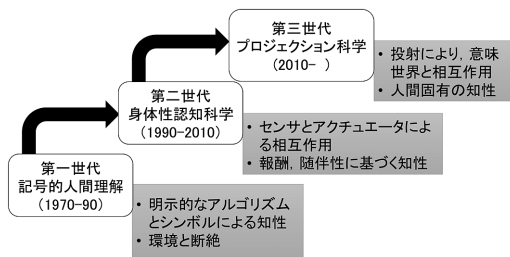 第三世代
プロジェクション科学
(2010- )
• 投射により，意味
世界と相互作用
• 人間固有の知性
第二世代
身体性認知科学
(1990-2010)
• センサとアクチュエータによ
る相互作用
• 報酬，随伴性に基づく知性
第一世代
記号的人間理解
(1970-90)
• 明示的なアルゴリズム
とシンボルによる知性
• 環境と断絶